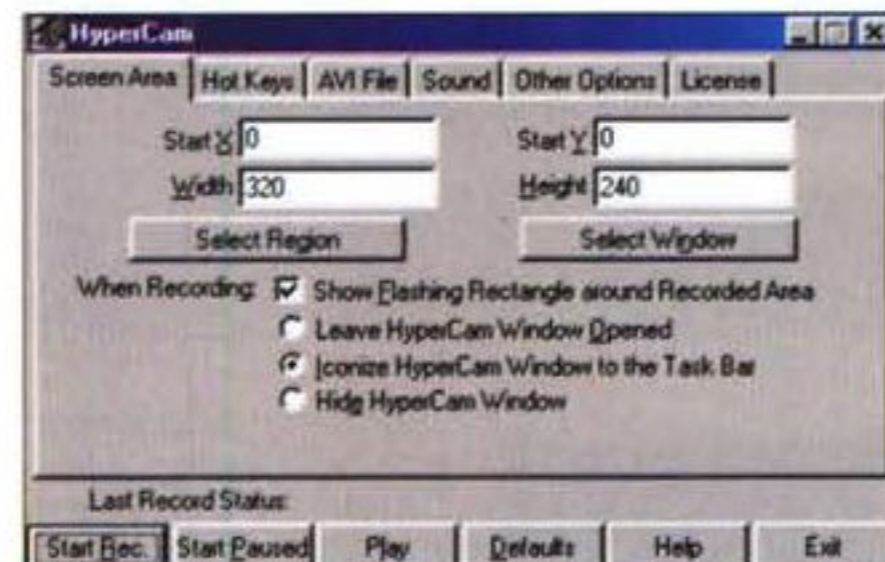 HyperCam
Screen Area Hot Keys AVI File Sound Other Options License
Start X 0 Start Y 0
Width 320 Height 240
Select Region Select Window
When Recording: Show Flashing Rectangle around Recorded Area
Leave HyperCam Window Opened
Iconize HyperCam Window to the Task Bar
Hide HyperCam Window
Last Record Status:
Start Rec. Start Paused Play Defaults Help Exit